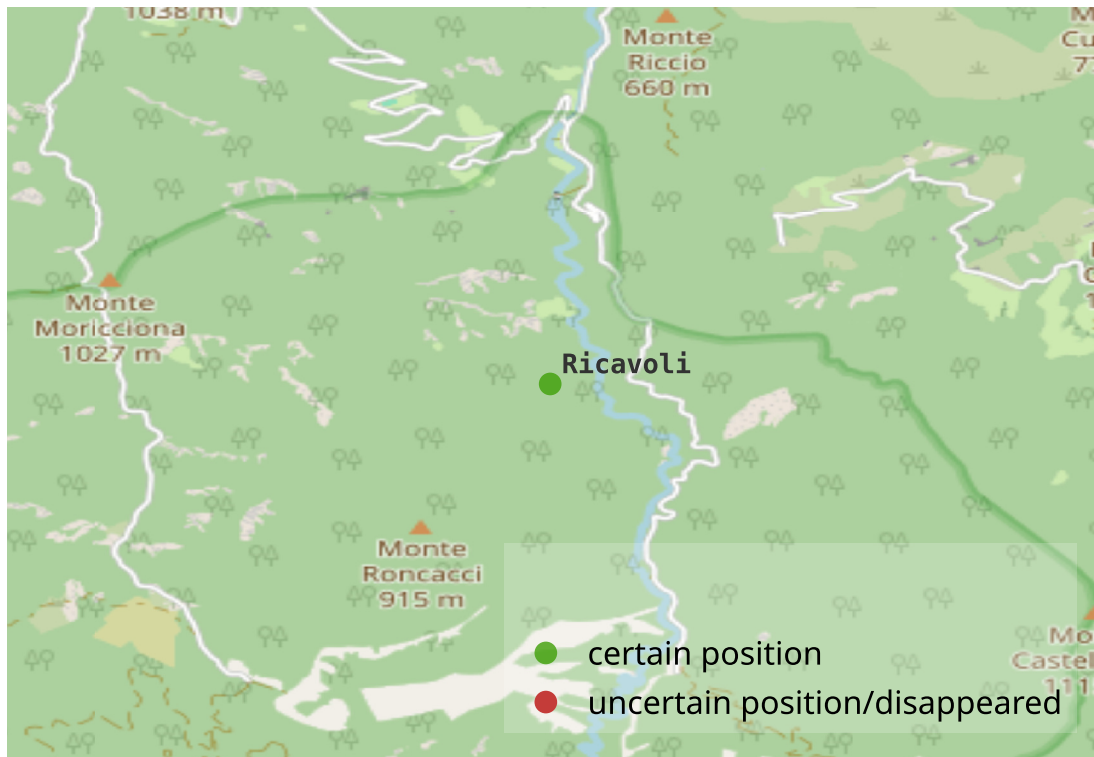 1038 m
Monte
Riccio
660 m
Monte
Moricciona
1027 m
Ricavoli
Monte
Roncacci
915 m
certain position
uncertain position/disappeared